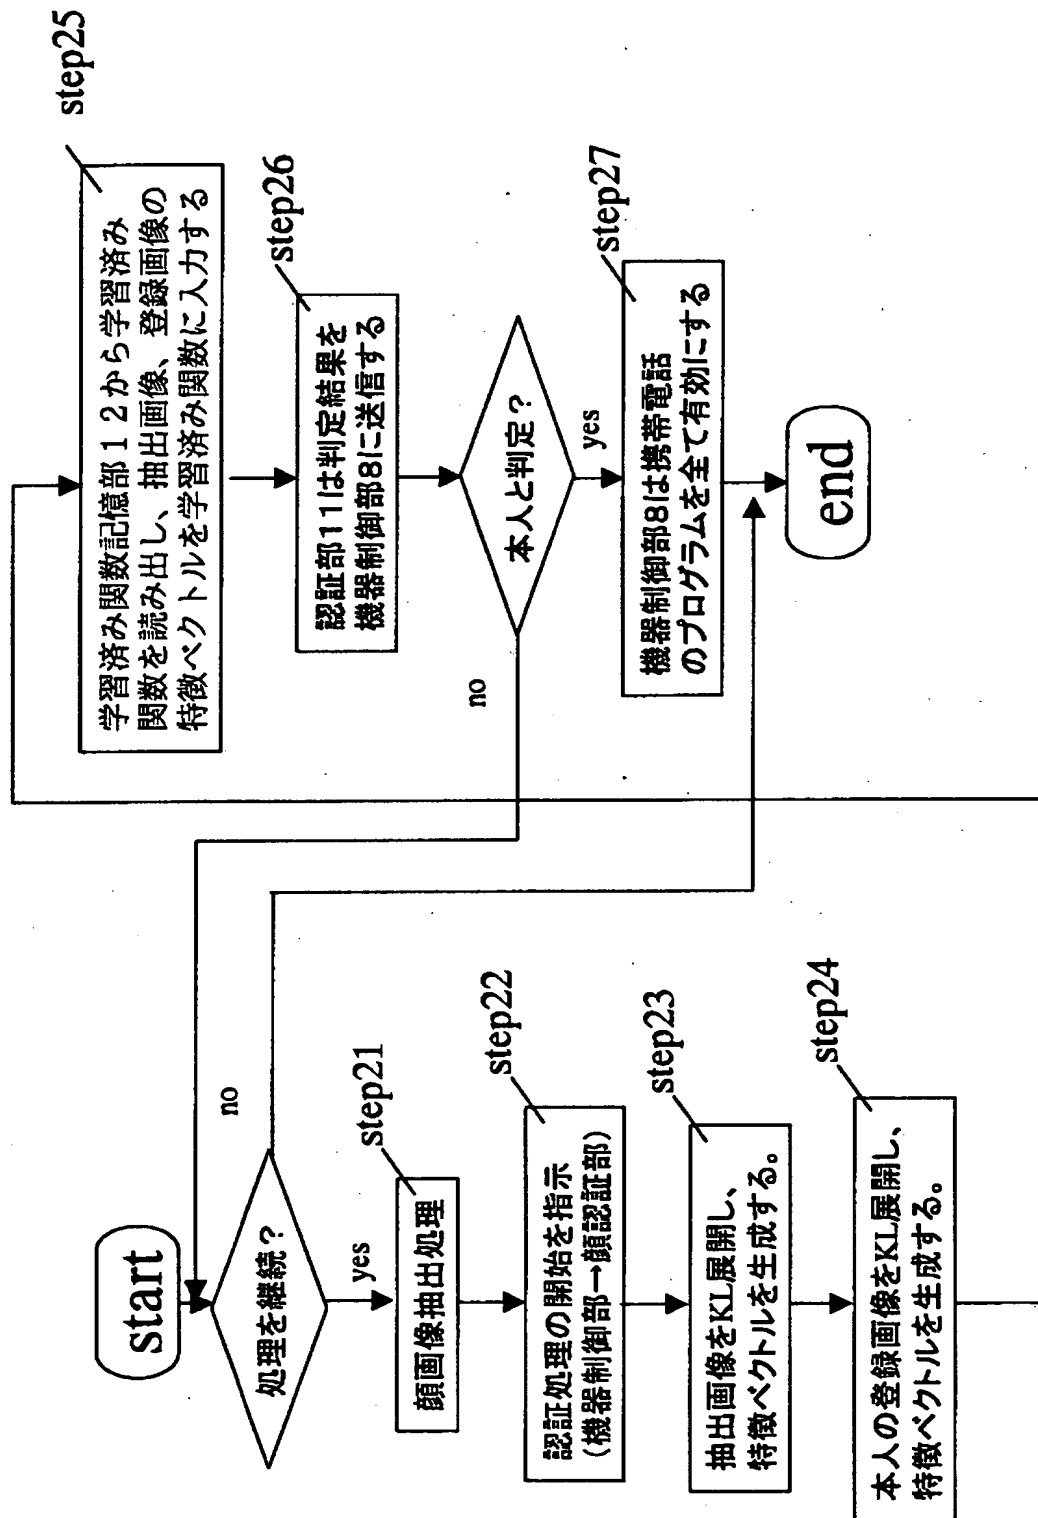 start
処理を継続？
no
yes
step21
顔画像抽出処理
step22
認証処理の開始を指示
（機器制御部→顔認証部）
step23
抽出画像をKL展開し、
特徴ベクトルを生成する。
step24
本人の登録画像をKL展開し、
特徴ベクトルを生成する。
step25
学習済み関数記憶部１２から学習済み
関数を読み出し、抽出画像、登録画像の
特徴ベクトルを学習済み関数に入力する
step26
認証部11は判定結果を
機器制御部8に送信する
本人と判定？
no
yes
step27
機器制御部8は携帯電話
のプログラムを全て有効にする
end